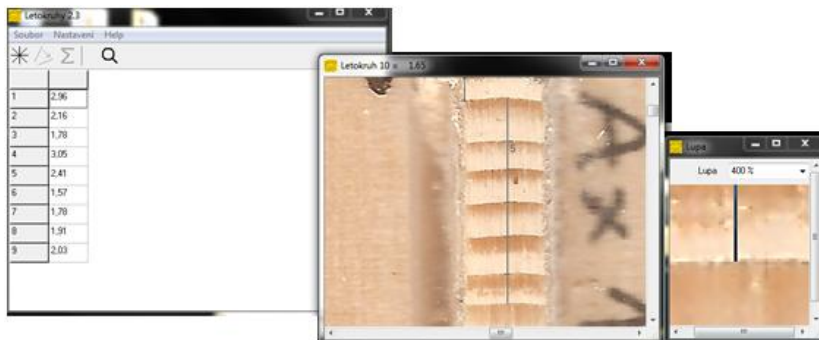 Letokruhy 2.3
Soubor Nastavení Help
1 2,96
2 2,16
3 1,78
4 3,05
5 2,41
6 1,57
7 1,78
8 1,91
9 2,03
Letokruh 10 = 1,65
5
A x
Lupa
Lupa 400 %